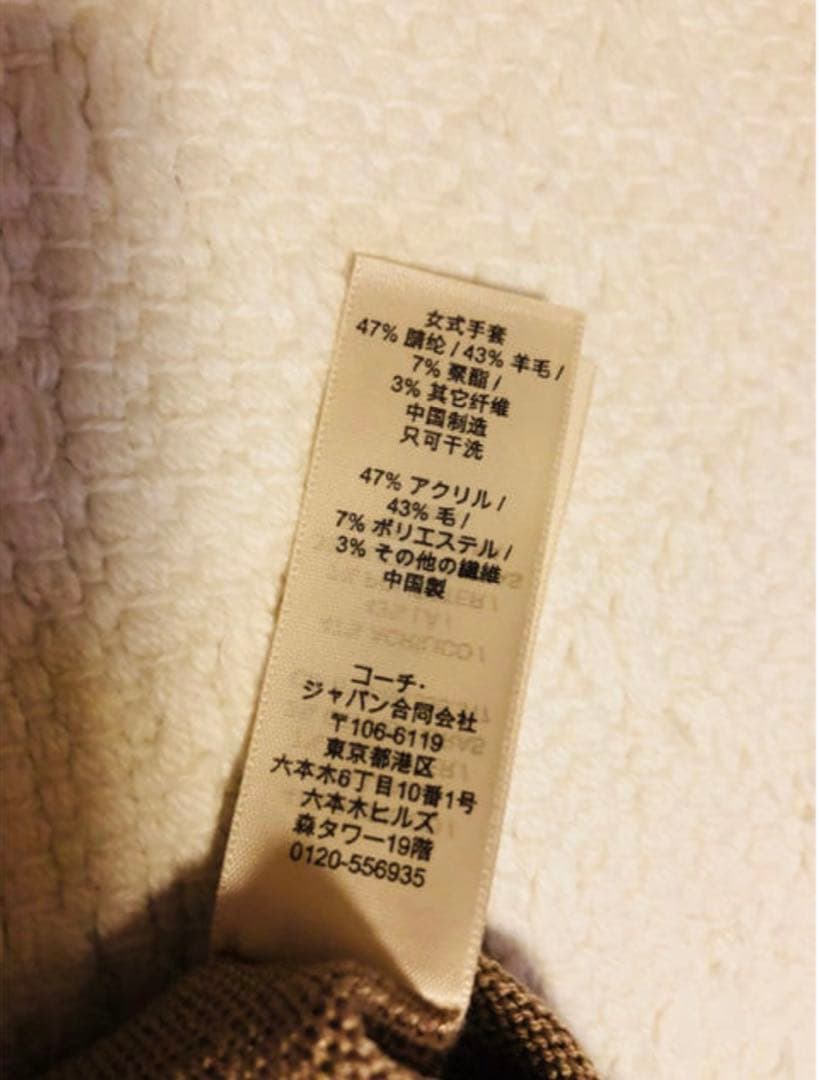 女式手套
47% 腈纶 / 43% 羊毛 /
7% 聚酯 /
3% 其它纤维
中国制造
只可干洗
47% アクリル /
43% 毛 /
7% ポリエステル /
3% その他の繊維
中国製
コーチ・
ジャパン合同会社
〒106-6119
東京都港区
六本木6丁目10番1号
六本木ヒルズ
森タワー19階
0120-556935